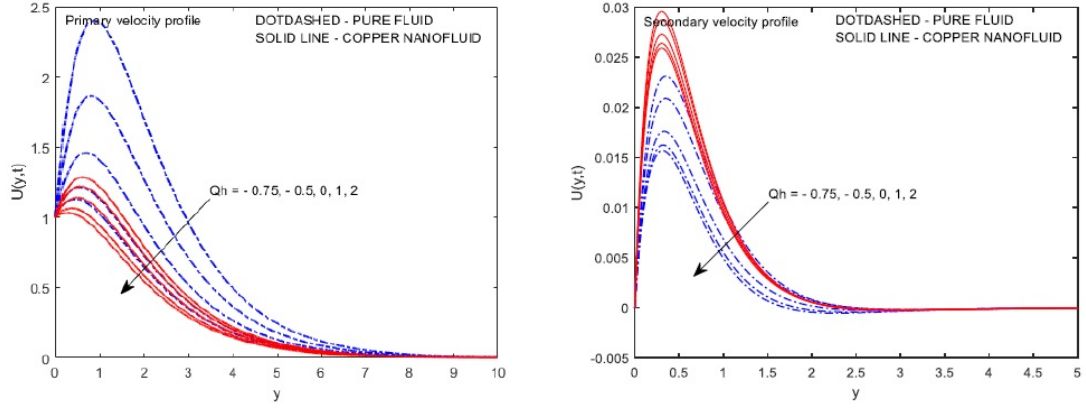 Primary velocity profile
DOTDASHED - PURE FLUID
SOLID LINE - COPPER NANOFLUID
Qh = - 0.75, - 0.5, 0, 1, 2
U(y,t)
2.5
2
1.5
1
0.5
0
0 1 2 3 4 5 6 7 8 9 10
y
Secondary velocity profile
DOTDASHED - PURE FLUID
SOLID LINE - COPPER NANOFLUID
Qh = - 0.75, - 0.5, 0, 1, 2
U(y,t)
0.03
0.025
0.02
0.015
0.01
0.005
0
-0.005
0 0.5 1 1.5 2 2.5 3 3.5 4 4.5 5
y